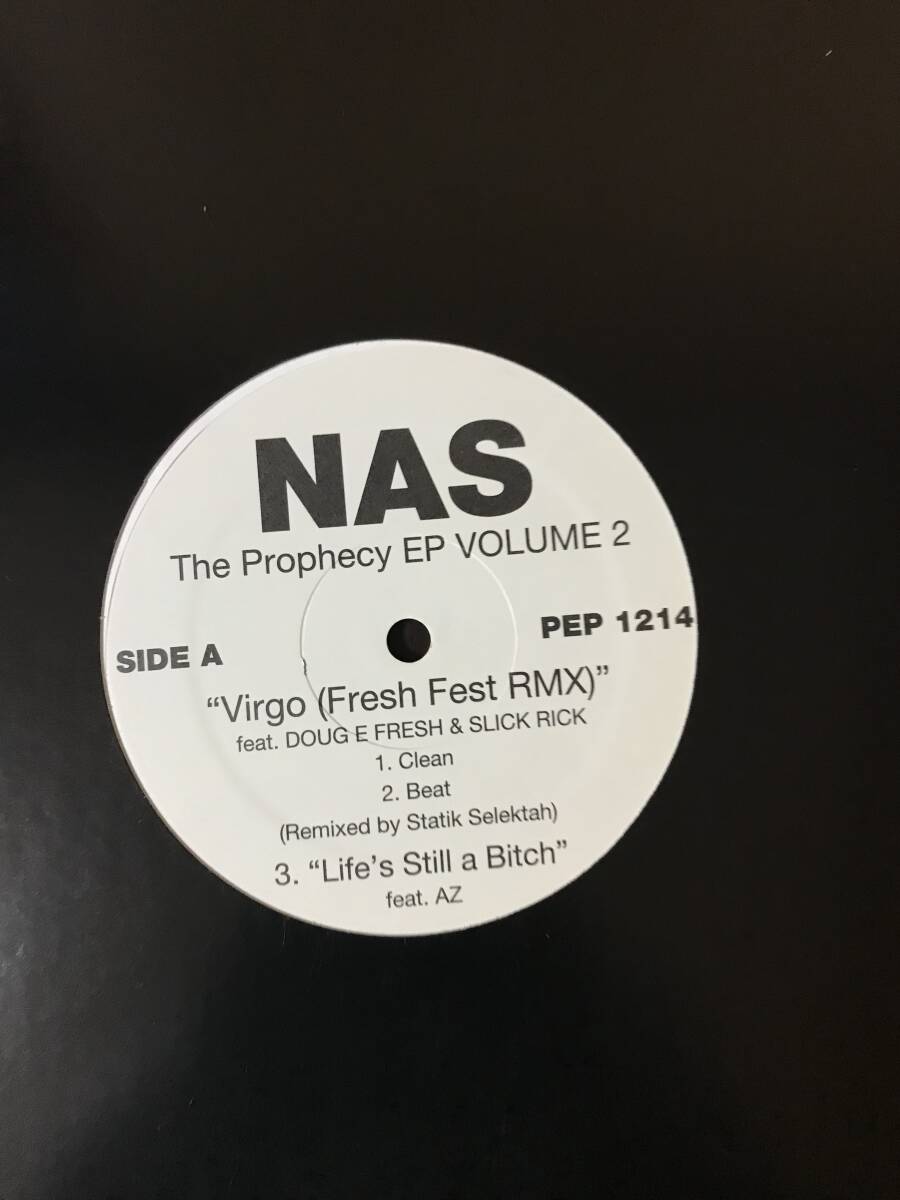 NAS
The Prophecy EP VOLUME 2
SIDE A
PEP 1214
“Virgo (Fresh Fest RMX)”
feat. DOUG E FRESH & SLICK RICK
1. Clean
2. Beat
(Remixed by Statik Selektah)
3. “Life’s Still a Bitch”
feat. AZ